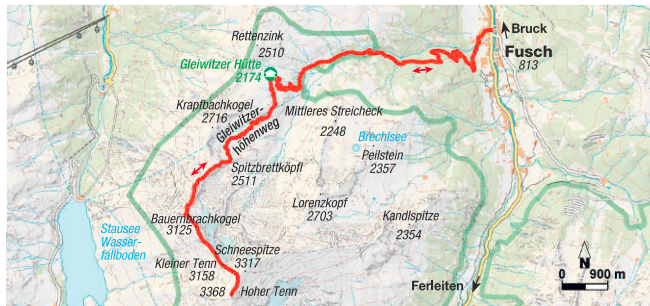 Bruck
Rettenzink
2510
Fusch
813
Gleiwitzer Hütte
2174
Krapfbachkogel
2716
Gleiwitzer-
höhenweg
Mittleres Streicheck
2248
Brechlsee
Peilstein
2357
Spitzbrettköpfl
2511
Lorenzkopf
2703
Kandlspitze
2354
Bauernbrachkogel
3125
Stausee
Wasser-
fallboden
Schneespitze
3317
Kleiner Tenn
3158
3368
Hoher Tenn
Ferleiten
N
0 900 m